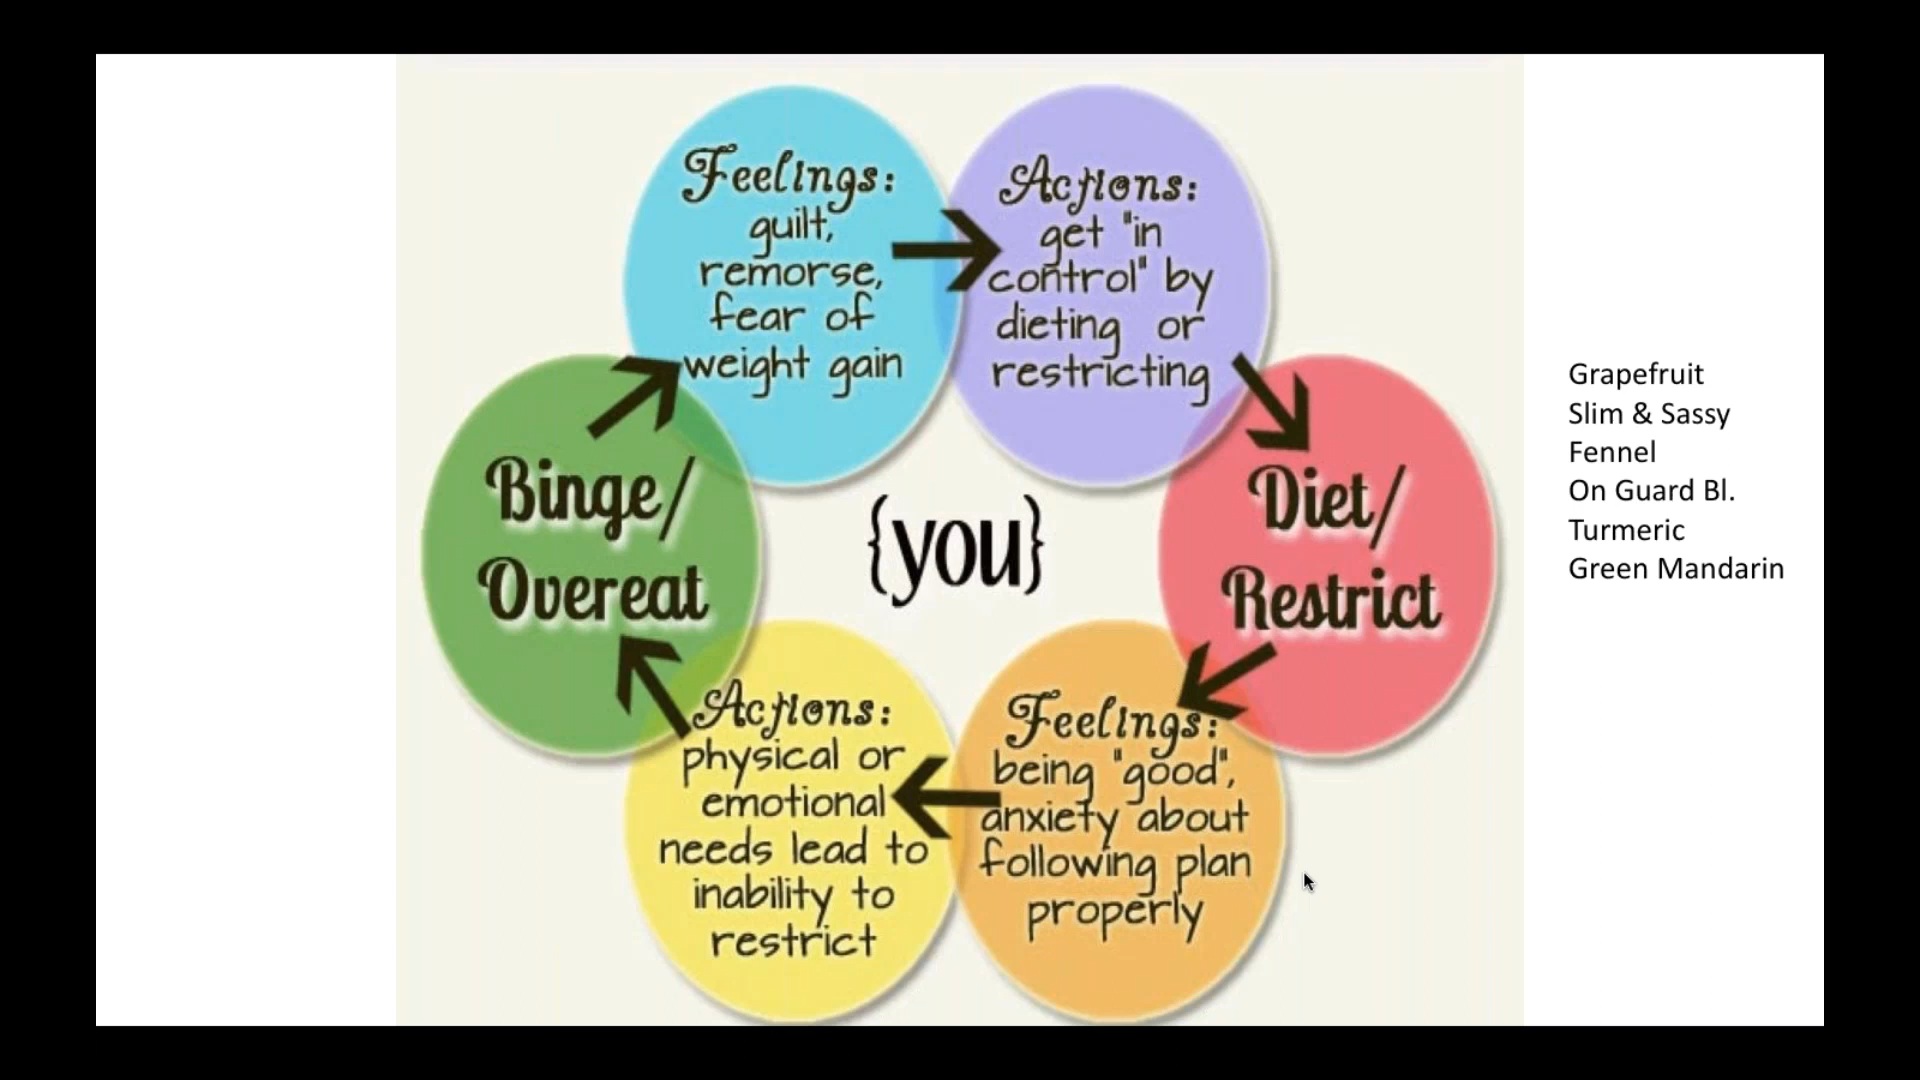 Feelings:
guilt,
remorse,
fear of
weight gain
Actions:
get "in
control" by
dieting or
restricting
Diet/
Restrict
Feelings:
being "good",
anxiety about
following plan
properly
Actions:
physical or
emotional
needs lead to
inability to
restrict
Binge/
Overeat
{you}
Grapefruit
Slim & Sassy
Fennel
On Guard Bl.
Turmeric
Green Mandarin